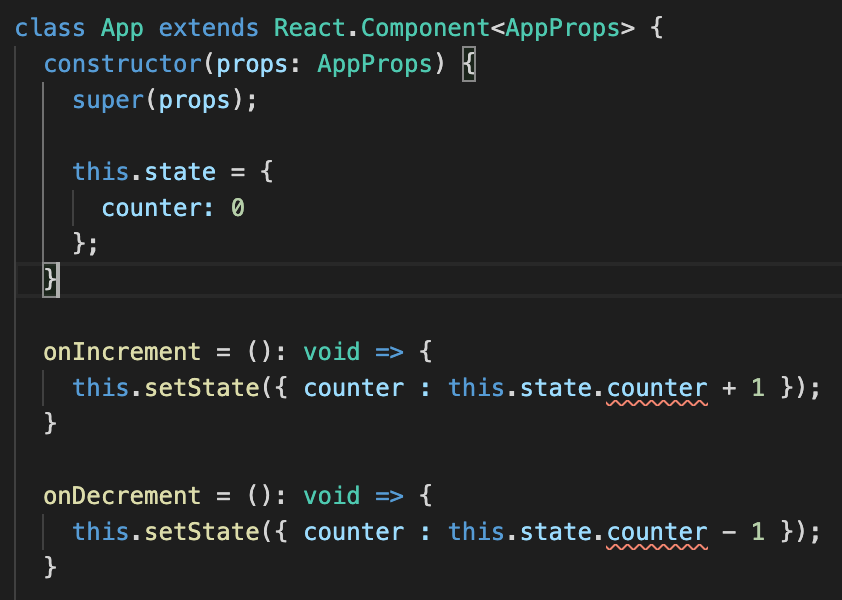 class App extends React.Component<AppProps> {
  constructor(props: AppProps) {
    super(props);

    this.state = {
      counter: 0
    };
  }

  onIncrement = (): void => {
    this.setState({ counter : this.state.counter + 1 });
  }

  onDecrement = (): void => {
    this.setState({ counter : this.state.counter - 1 });
  }